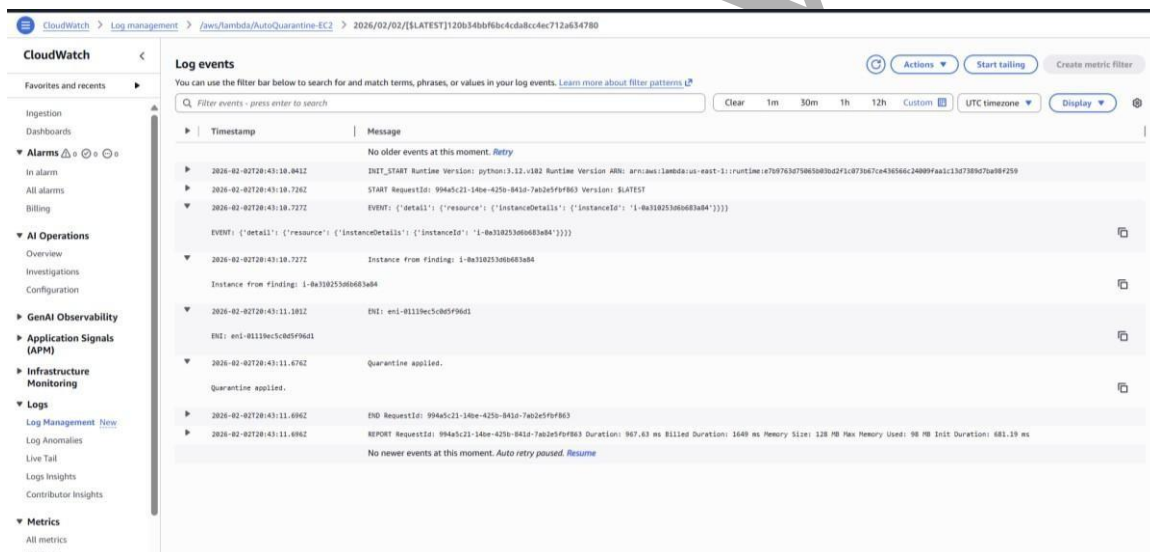 CloudWatch > Log management > /aws/lambda/AutoQuarantine-EC2 > 2026/02/02/[$LATEST]120b34bbf6bc4cda8cc4ec712a634780
CloudWatch
Favorites and recents
Ingestion
Dashboards
Alarms 0 0 0
In alarm
All alarms
Billing
AI Operations
Overview
Investigations
Configuration
GenAI Observability
Application Signals
(APM)
Infrastructure
Monitoring
Logs
Log Management New
Log Anomalies
Live Tail
Logs Insights
Contributor Insights
Metrics
All metrics
Log events
Actions
Start tailing
Create metric filter
You can use the filter bar below to search for and match terms, phrases, or values in your log events. Learn more about filter patterns
Filter events - press enter to search
Clear 1m 30m 1h 12h Custom UTC timezone Display
Timestamp Message
No older events at this moment. Retry
2026-02-02T20:43:10.041Z INIT_START Runtime Version: python:3.12.v102 Runtime Version ARN: arn:aws:lambda:us-east-1::runtime:
2026-02-02T20:43:10.726Z START RequestId: 994a5c21-14be-425b-841d-7ab2e5fbf863 Version: $LATEST
2026-02-02T20:43:10.727Z EVENT: {'detail': {'resource': {'instanceDetails': {'instanceId': 'i-0a310253d6b683a84'}}}}
EVENT: {'detail': {'resource': {'instanceDetails': {'instanceId': 'i-0a310253d6b683a84'}}}}
2026-02-02T20:43:10.727Z Instance from finding: i-0a310253d6b683a84
Instance from finding: i-0a310253d6b683a84
2026-02-02T20:43:11.101Z ENI: eni-01119ec5c0d5f96d1
ENI: eni-01119ec5c0d5f96d1
2026-02-02T20:43:11.676Z Quarantine applied.
Quarantine applied.
2026-02-02T20:43:11.696Z END RequestId: 994a5c21-14be-425b-841d-7ab2e5fbf863
2026-02-02T20:43:11.696Z REPORT RequestId: 994a5c21-14be-425b-841d-7ab2e5fbf863 Duration: 967.63 ms Billed Duration: 1649 ms Memory Size: 128 MB Max Memory Used: 98 MB Init Duration: 681.19 ms
No newer events at this moment. Auto retry paused. Resume